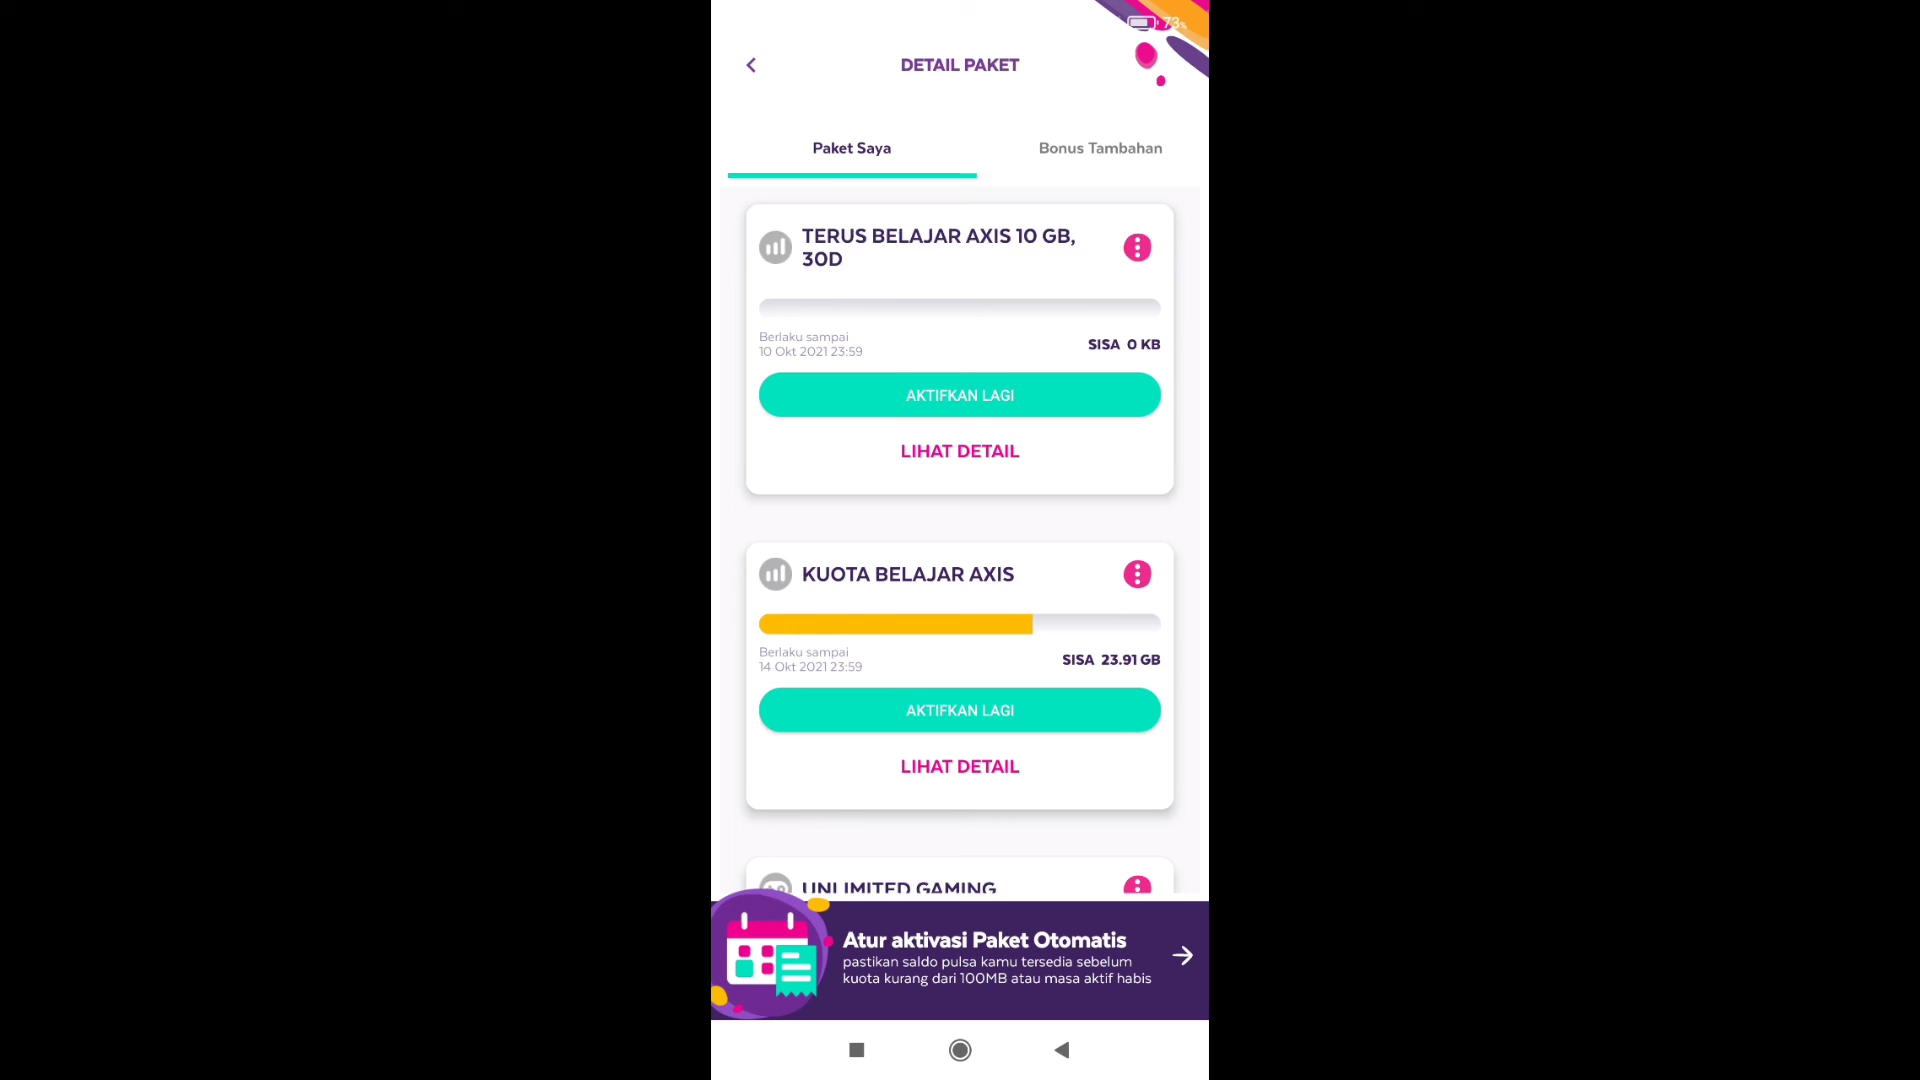 73%
DETAIL PAKET
Paket Saya
Bonus Tambahan
TERUS BELAJAR AXIS 10 GB,
30D
Berlaku sampai
10 Okt 2021 23:59
SISA 0 KB
AKTIFKAN LAGI
LIHAT DETAIL
KUOTA BELAJAR AXIS
Berlaku sampai
14 Okt 2021 23:59
SISA 23.91 GB
AKTIFKAN LAGI
LIHAT DETAIL
UNLIMITED GAMING
Atur aktivasi Paket Otomatis
pastikan saldo pulsa kamu tersedia sebelum
kuota kurang dari 100MB atau masa aktif habis